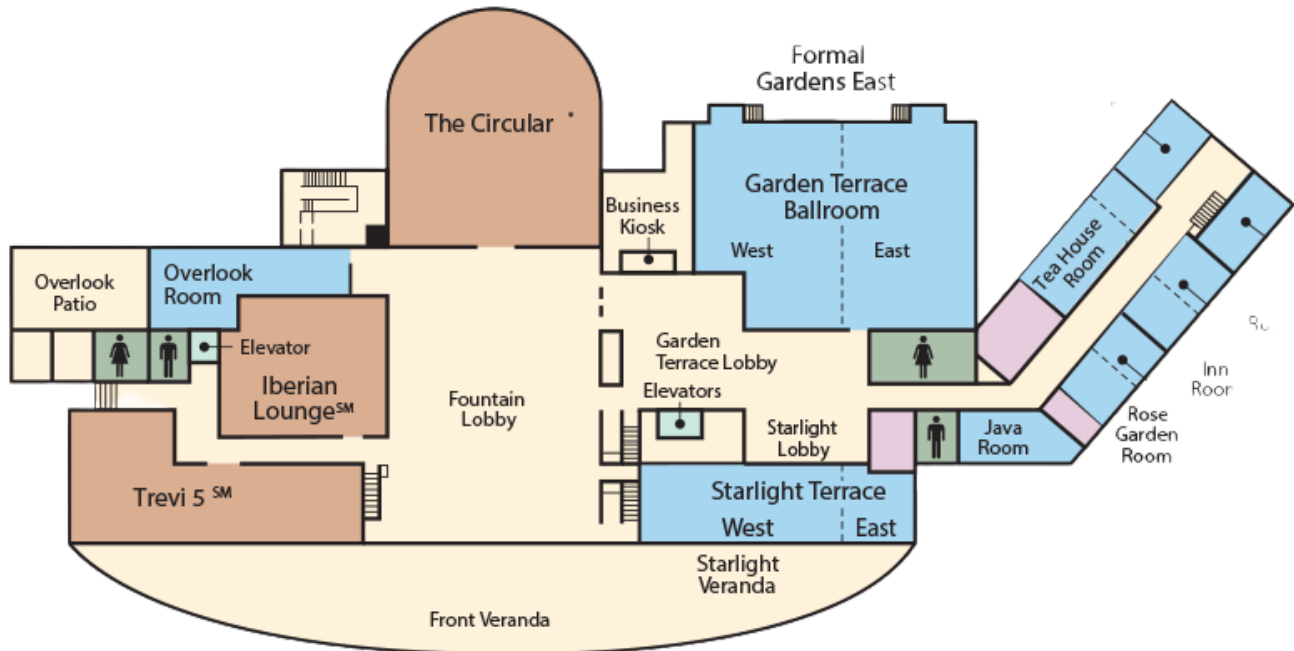 Formal
Gardens East
The Circular
Garden Terrace
Ballroom
West
East
Business
Kiosk
Tea House
Room
Overlook
Patio
Overlook
Room
Elevator
Iberian
Lounge℠
Fountain
Lobby
Garden
Terrace Lobby
Elevators
Starlight
Lobby
Java
Room
Rose
Garden
Room
Inn
Trevi 5 ℠
Starlight Terrace
West
East
Starlight
Veranda
Front Veranda